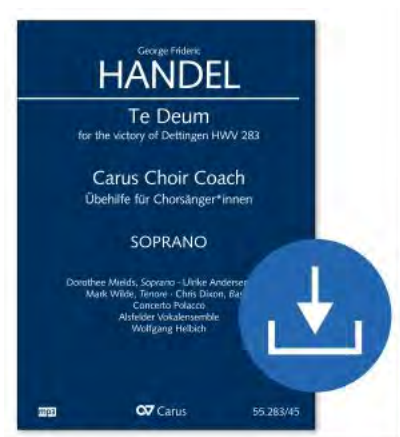 George Frideric
HANDEL
Te Deum
for the victory of Dettingen HWV 283
Carus Choir Coach
Übehilfe für Chorsänger*innen
SOPRANO
Dorothee Mields, Soprano · Ulrike Andersen
Mark Wilde, Tenore · Chris Dixon,
Concerto Polacco
Alsfelder Vokalensemble
Wolfgang Helbich
mp3 Carus 55.283/45